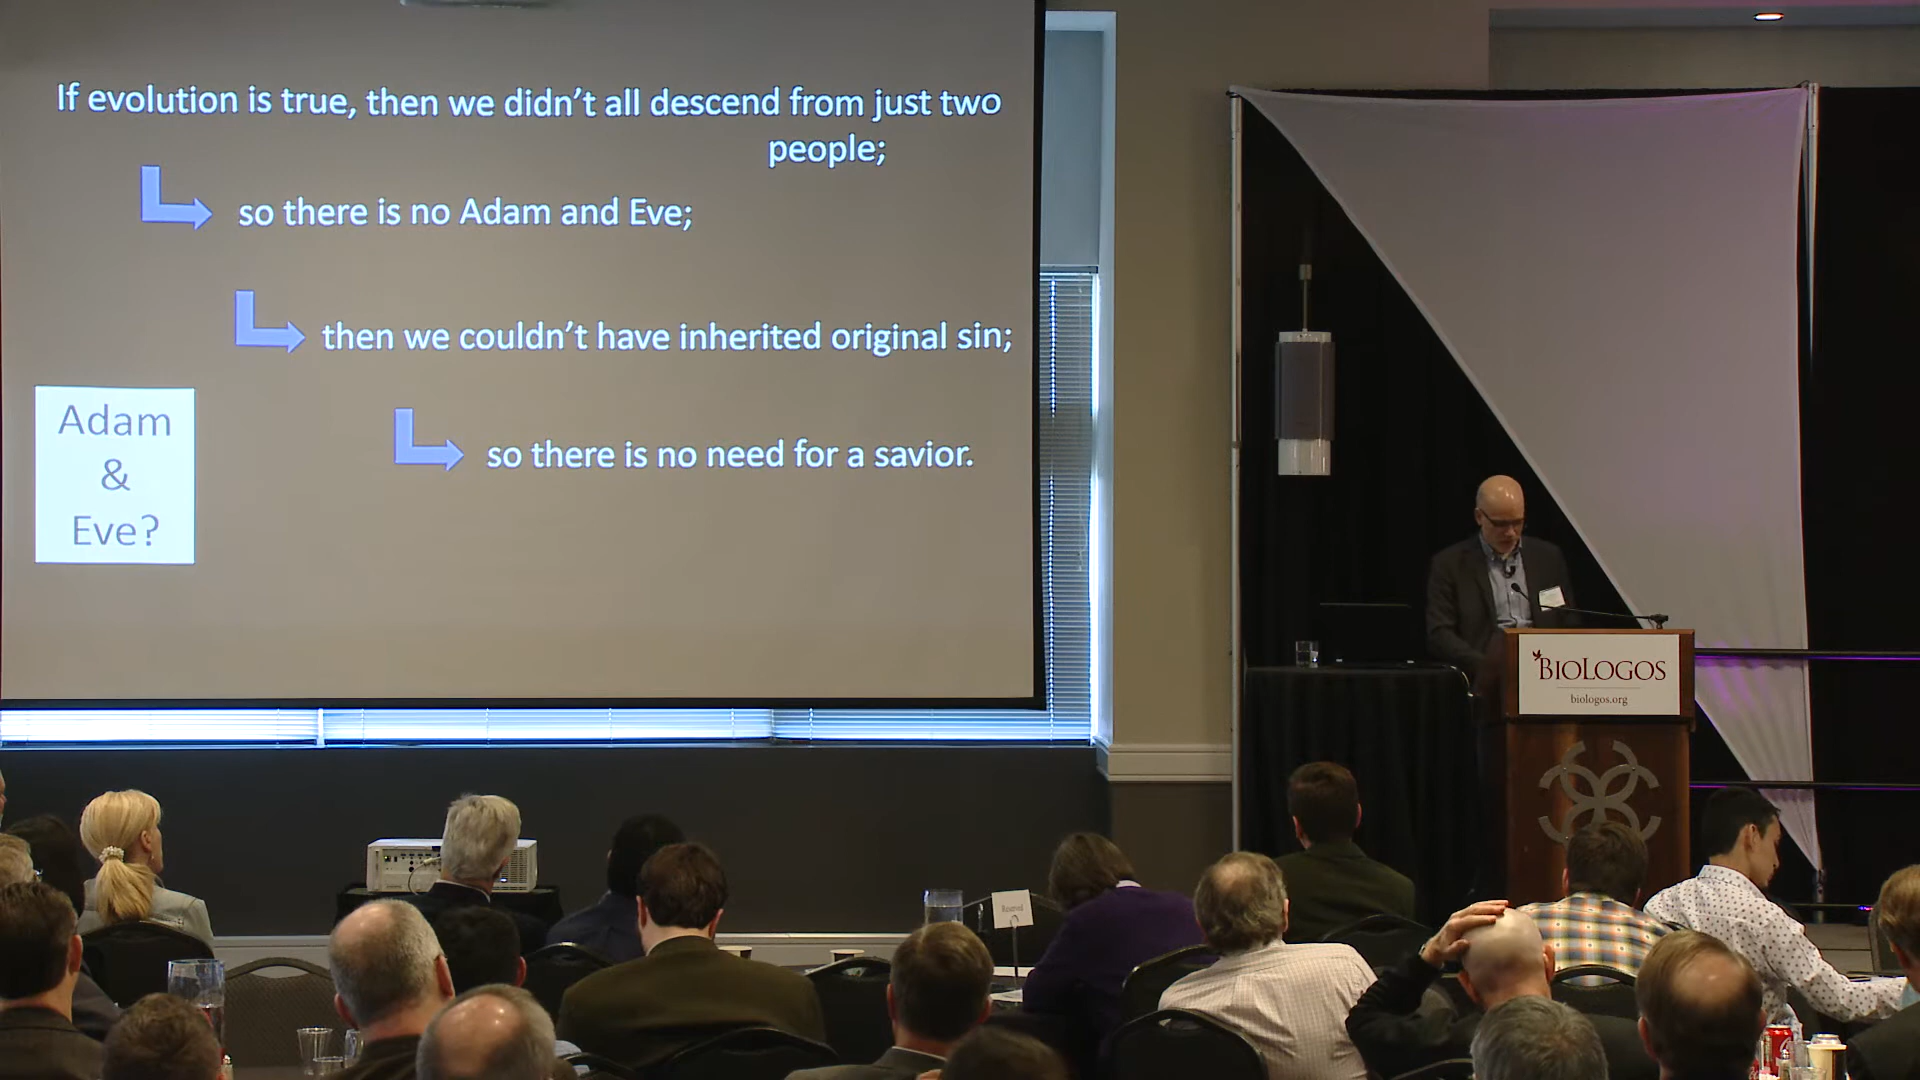 If evolution is true, then we didn't all descend from just two
people;
so there is no Adam and Eve;
then we couldn't have inherited original sin;
so there is no need for a savior.
Adam
&
Eve?
BIOLOGOS
biologos.org
Reserved